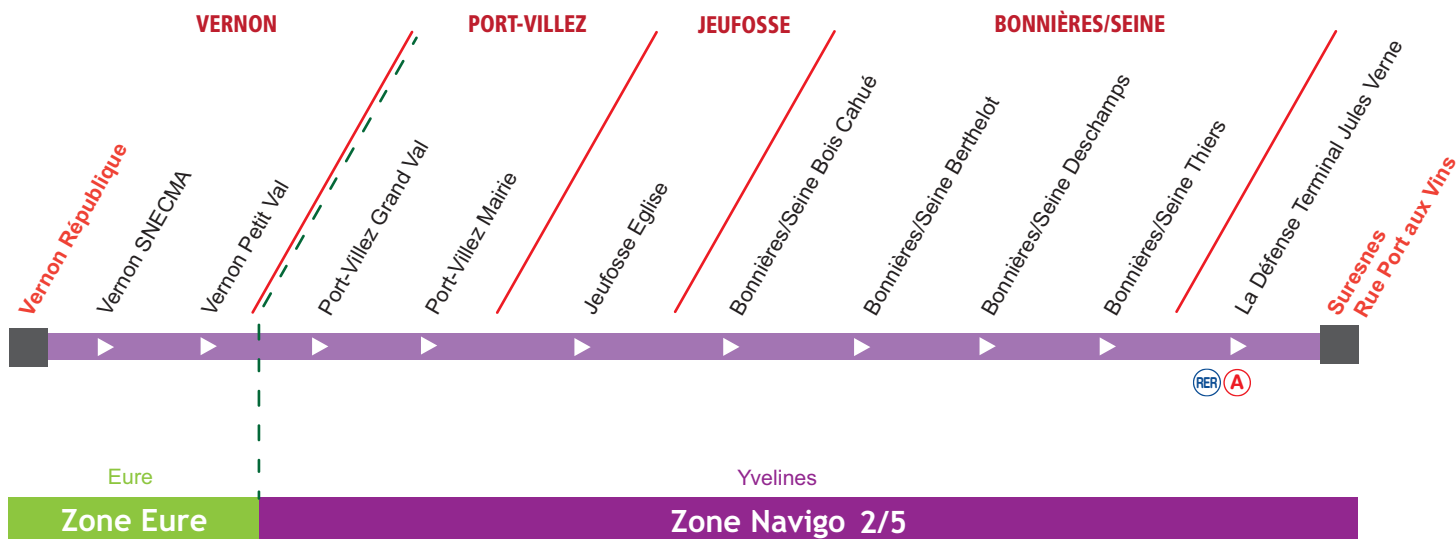 VERNON
PORT-VILLEZ
JEUFOSSE
BONNIÈRES/SEINE
Vernon République
Vernon SNECMA
Vernon Petit Val
Port-Villez Grand Val
Port-Villez Mairie
Jeufosse Eglise
Bonnières/Seine Bois Cahué
Bonnières/Seine Berthelot
Bonnières/Seine Deschamps
Bonnières/Seine Thiers
La Défense Terminal Jules Verne
Suresnes
Rue Port aux Vins
RER A
Eure
Yvelines
Zone Eure
Zone Navigo 2/5